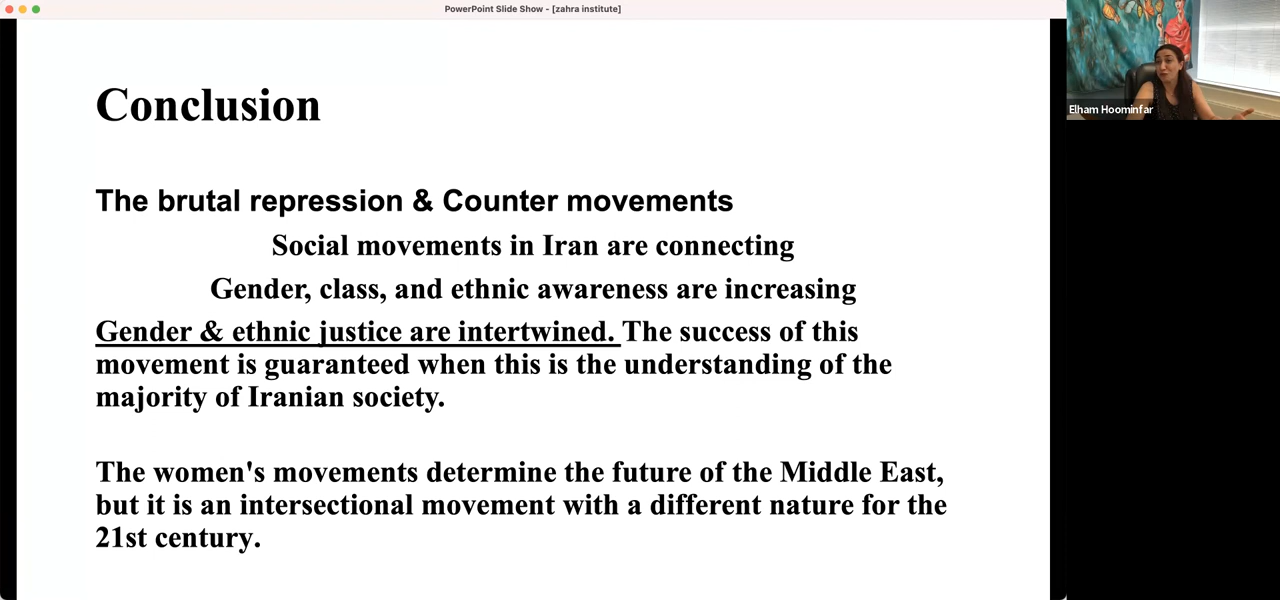 PowerPoint Slide Show - [zahra institute]
Elham Hoominfar
Conclusion
The brutal repression & Counter movements
Social movements in Iran are connecting
Gender, class, and ethnic awareness are increasing
Gender & ethnic justice are intertwined. The success of this
movement is guaranteed when this is the understanding of the
majority of Iranian society.
The women's movements determine the future of the Middle East,
but it is an intersectional movement with a different nature for the
21st century.